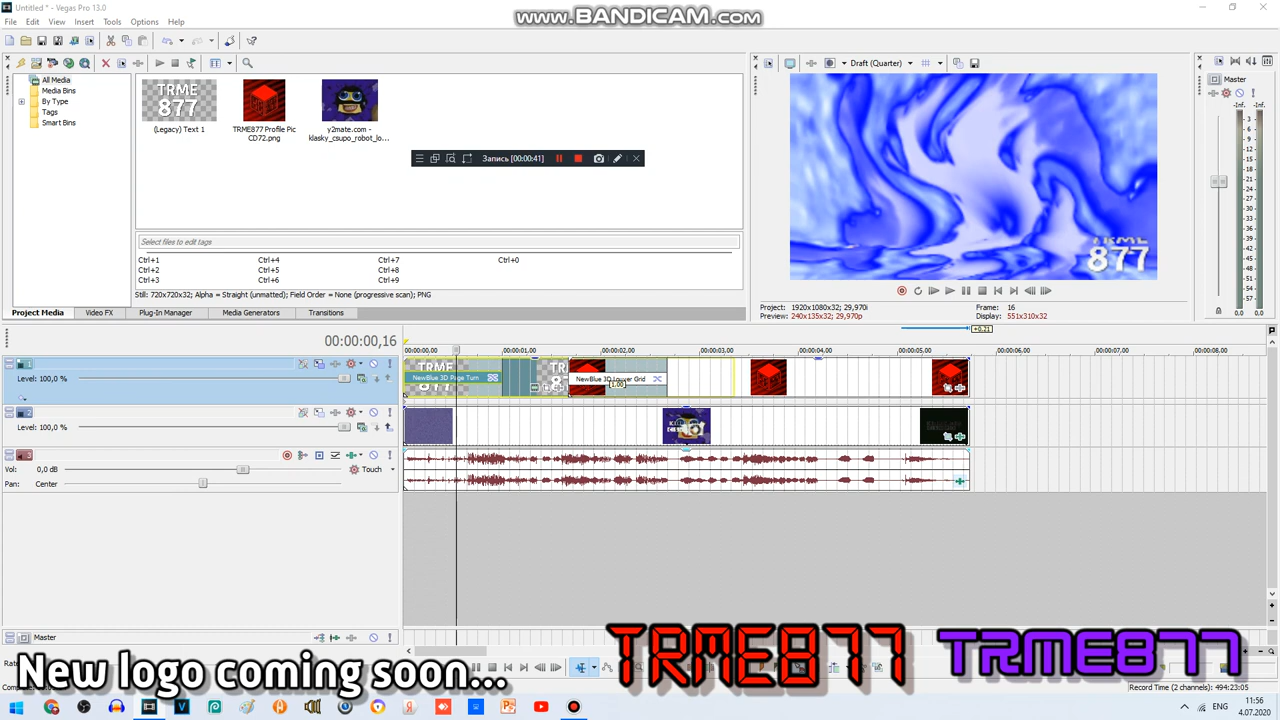 Untitled * - Vegas Pro 13.0
www.BANDICAM.com
File Edit View Insert Tools Options Help
Draft (Quarter)
All Media
Media Bins
By Type
Tags
Smart Bins
TRME
877
(Legacy) Text 1
TRME877 Profile Pic
CD72.png
y2mate.com -
klasky_csupo_robot_lo...
Запись [00:00:41]
Master
Select files to edit tags
Ctrl+1 Ctrl+4 Ctrl+7 Ctrl+0
Ctrl+2 Ctrl+5 Ctrl+8
Ctrl+3 Ctrl+6 Ctrl+9
Still: 720x720x32; Alpha = Straight (unmatted); Field Order = None (progressive scan); PNG
Project Media Video FX Plug-In Manager Media Generators Transitions
877
Project: 1920x1080x32; 29,970i
Preview: 240x135x32; 29,970p
Frame: 16
Display: 551x310x32
00:00:00,16
+0,21
00:00:00,00 00:00:01,00 00:00:02,00 00:00:03,00 00:00:04,00 00:00:05,00 00:00:06,00 00:00:07,00 00:00:08,00
Level: 100,0 %
NewBlue 3D Page Turn
NewBlue 3D Louver Grid
1:00
Level: 100,0 %
Vol: 0,0 dB Touch
Pan: Center
Master
New logo coming soon...
TRME877
TRME877
Record Time (2 channels): 494:23:05
ENG
11:56
4.07.2020